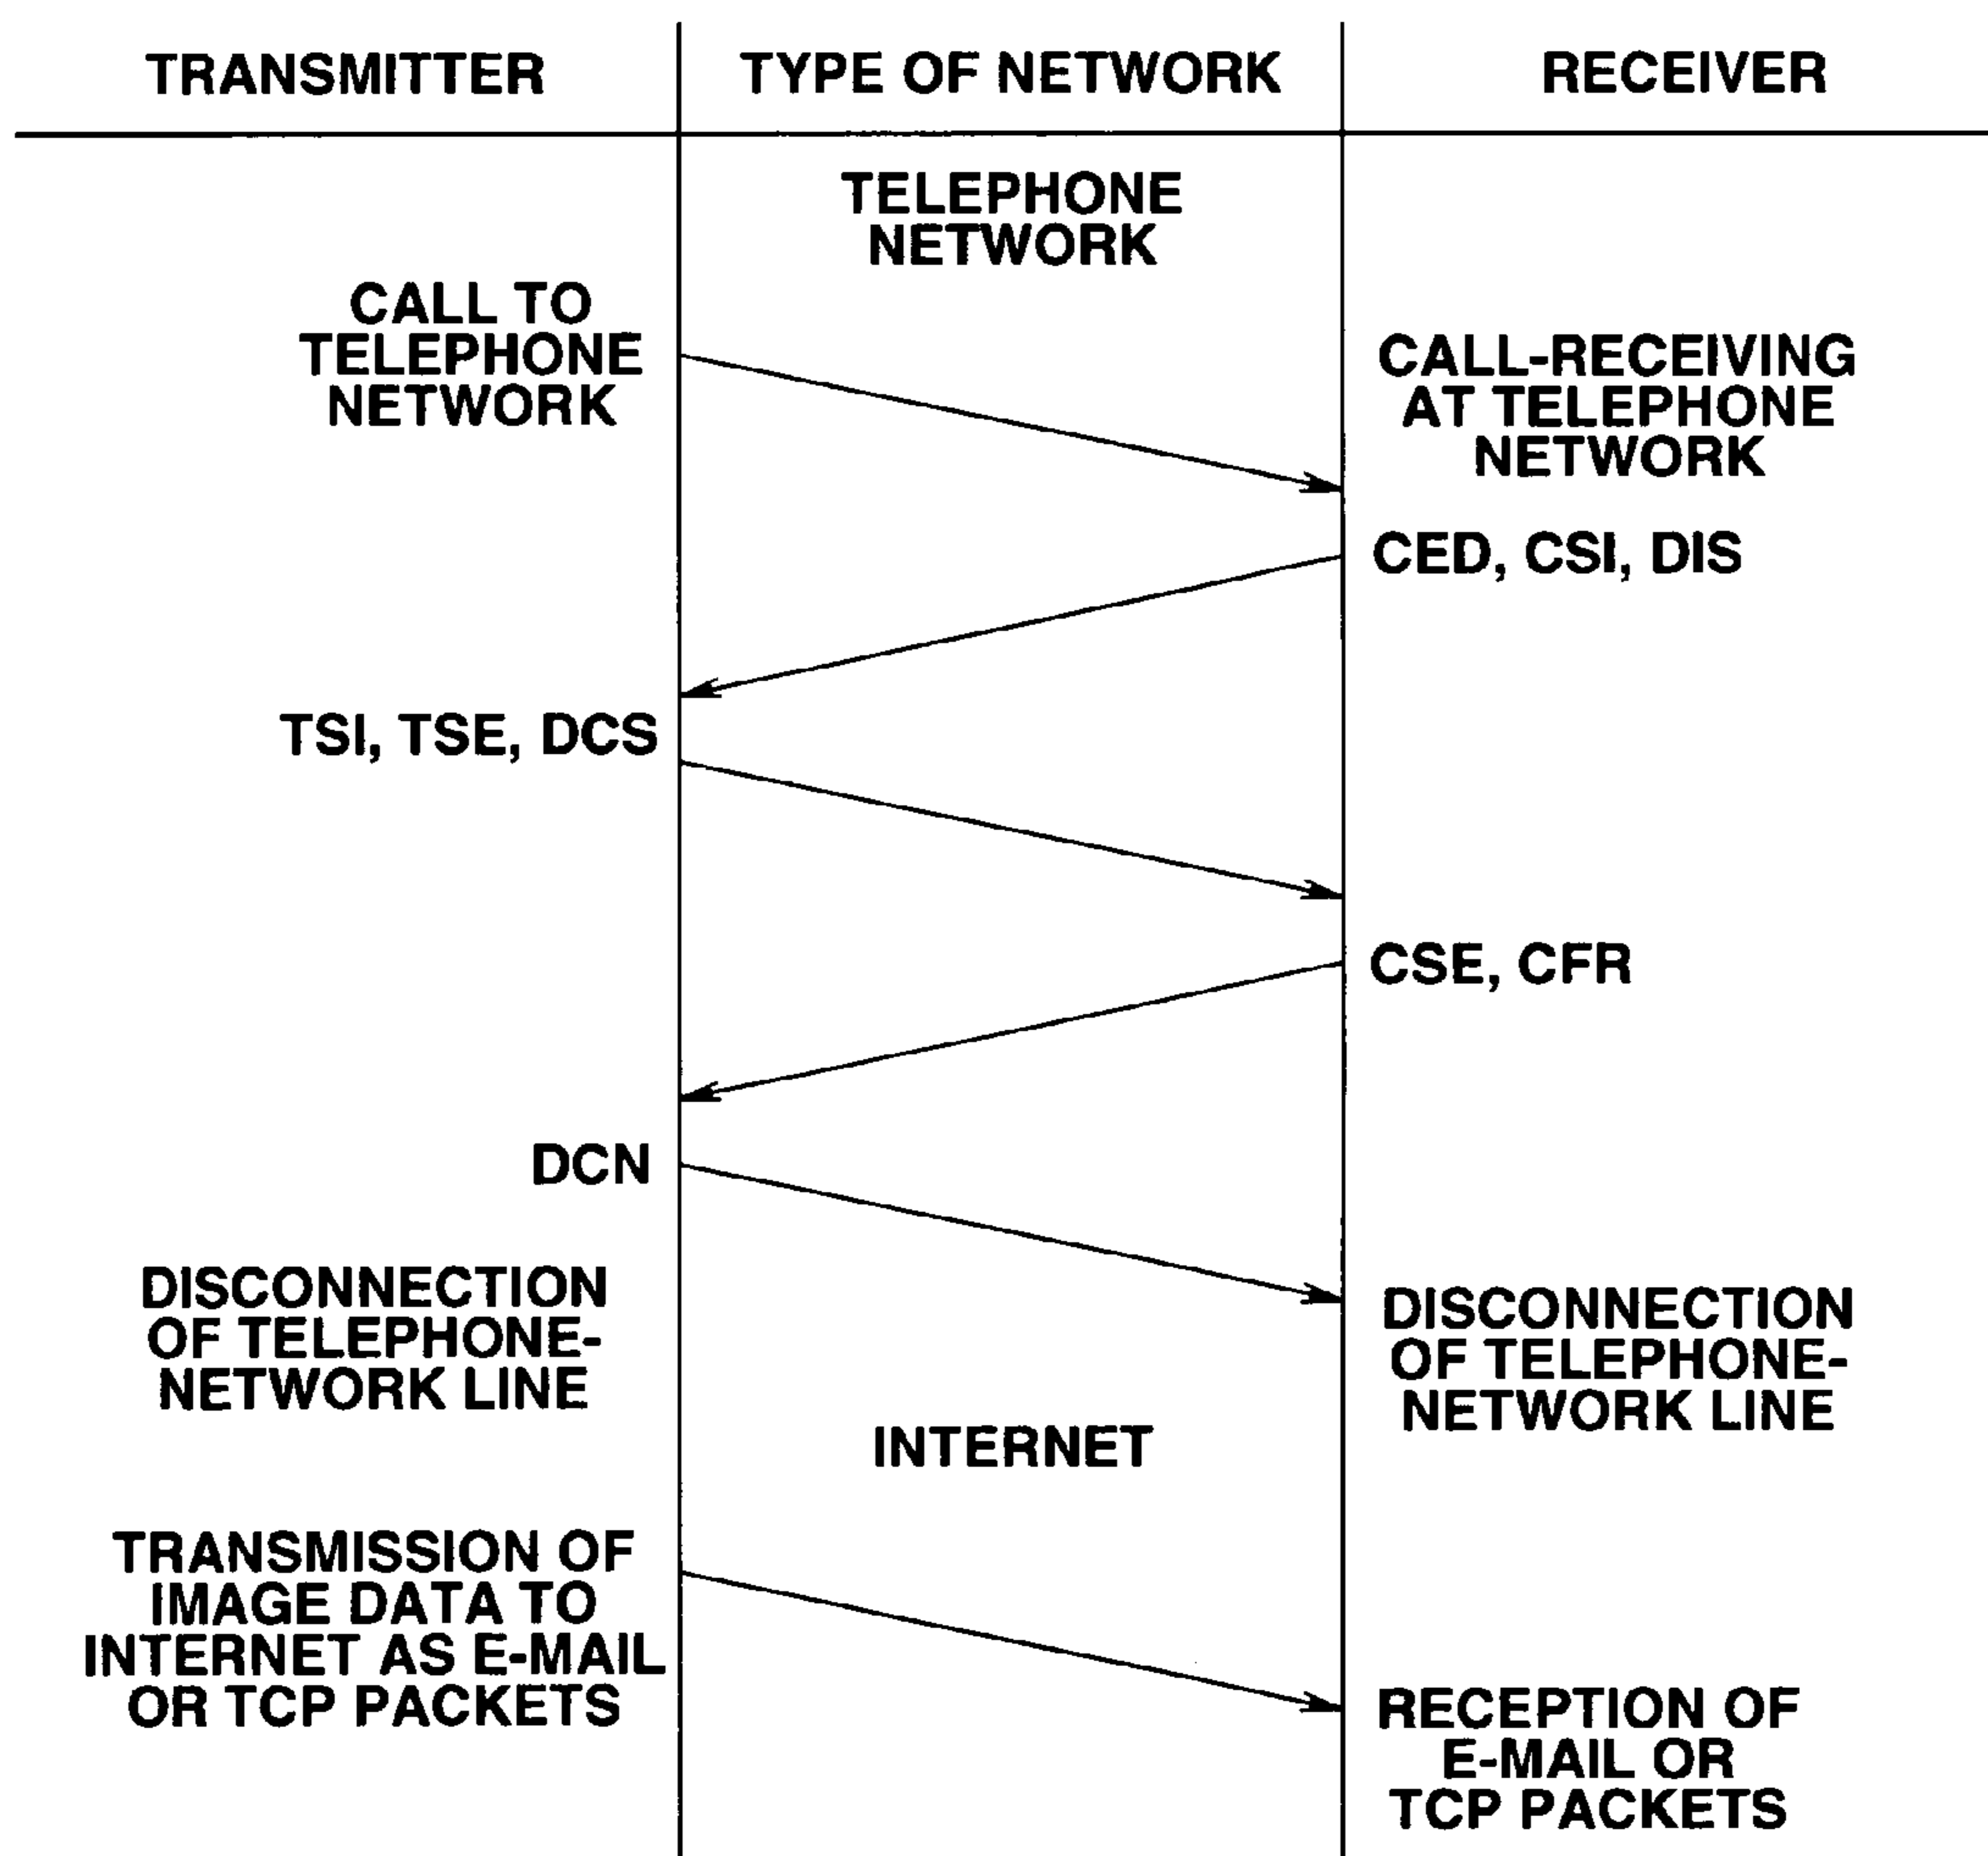 TRANSMITTER
TYPE OF NETWORK
RECEIVER
TELEPHONE
NETWORK
CALL TO
TELEPHONE
NETWORK
CALL-RECEIVING
AT TELEPHONE
NETWORK
CED, CSI, DIS
TSI, TSE, DCS
CSE, CFR
DCN
DISCONNECTION
OF TELEPHONE-
NETWORK LINE
DISCONNECTION
OF TELEPHONE-
NETWORK LINE
INTERNET
TRANSMISSION OF
IMAGE DATA TO
INTERNET AS E-MAIL
OR TCP PACKETS
RECEPTION OF
E-MAIL OR
TCP PACKETS